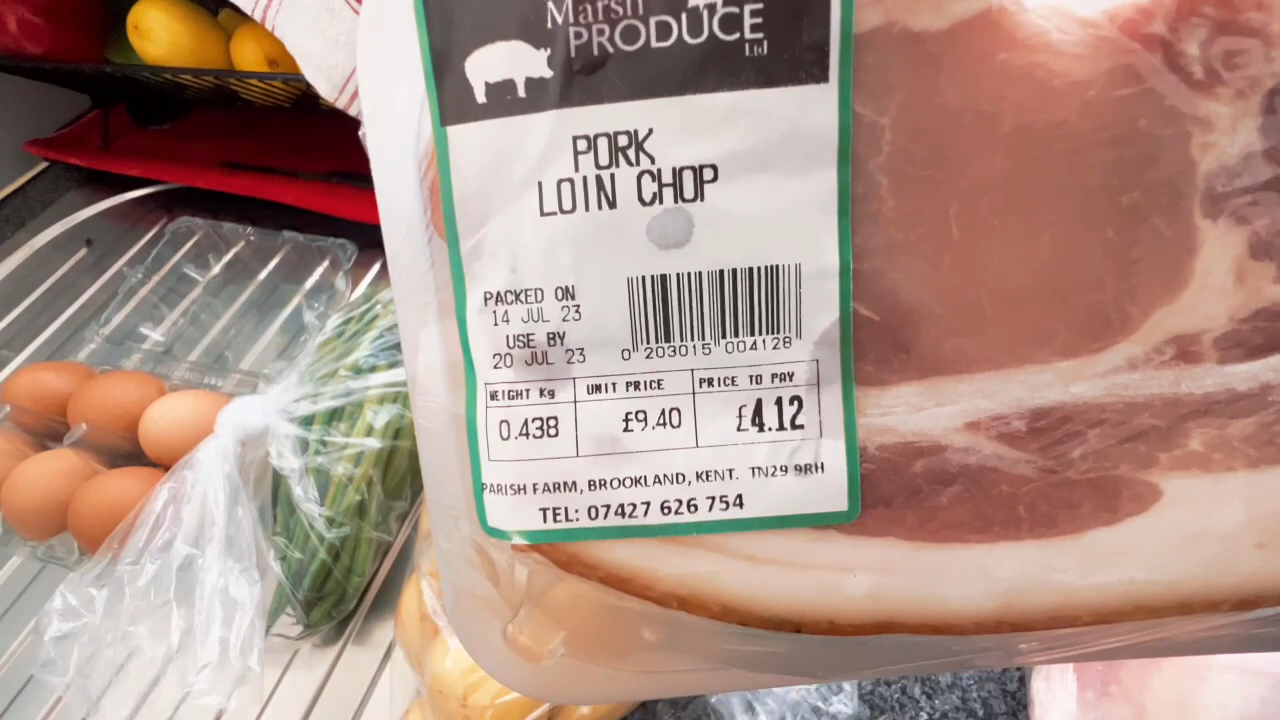 Marsh
PRODUCE
Ltd
PORK
LOIN CHOP
PACKED ON
14 JUL 23
USE BY
20 JUL 23
0 203015 004128
WEIGHT Kg UNIT PRICE PRICE TO PAY
0.438 £9.40 £4.12
PARISH FARM, BROOKLAND, KENT. TN29 9RH
TEL: 07427 626 754